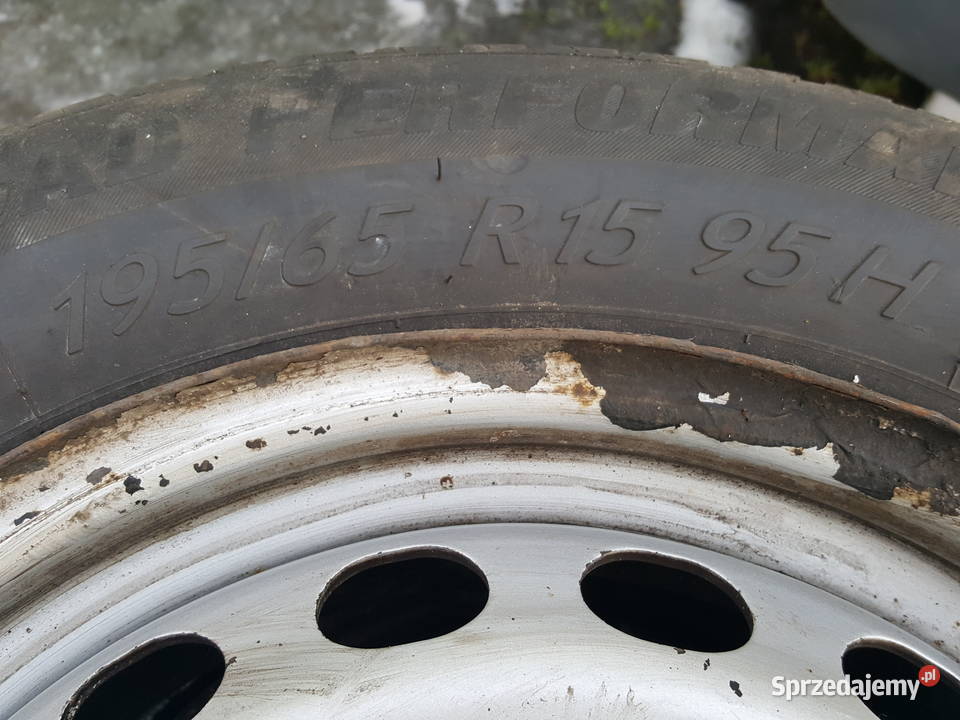 PERFORMA
195/65 R15 95H
Sprzedajemy.pl